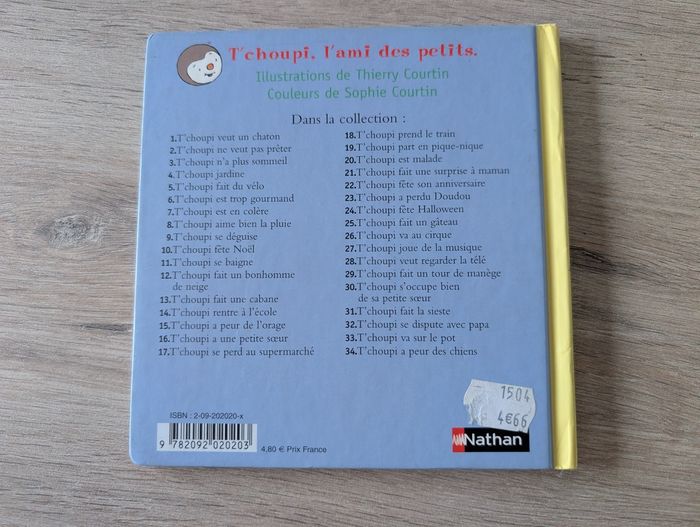 T'choupi, l'ami des petits.
Illustrations de Thierry Courtin
Couleurs de Sophie Courtin
Dans la collection :
1.T'choupi veut un chaton
2.T'choupi ne veut pas prêter
3.T'choupi n'a plus sommeil
4.T'choupi jardine
5.T'choupi fait du vélo
6.T'choupi est trop gourmand
7.T'choupi est en colère
8.T'choupi aime bien la pluie
9.T'choupi se déguise
10.T'choupi fête Noël
11.T'choupi se baigne
12.T'choupi fait un bonhomme
de neige
13.T'choupi fait une cabane
14.T'choupi rentre à l'école
15.T'choupi a peur de l'orage
16.T'choupi a une petite sœur
17.T'choupi se perd au supermarché
18.T'choupi prend le train
19.T'choupi part en pique-nique
20.T'choupi est malade
21.T'choupi fait une surprise à maman
22.T'choupi fête son anniversaire
23.T'choupi a perdu Doudou
24.T'choupi fête Halloween
25.T'choupi fait un gâteau
26.T'choupi va au cirque
27.T'choupi joue de la musique
28.T'choupi veut regarder la télé
29.T'choupi fait un tour de manège
30.T'choupi s'occupe bien
de sa petite sœur
31.T'choupi fait la sieste
32.T'choupi se dispute avec papa
33.T'choupi va sur le pot
34.T'choupi a peur des chiens
ISBN : 2-09-202020-x
9 782092 020203
4,80 € Prix France
1504
4€66
Nathan